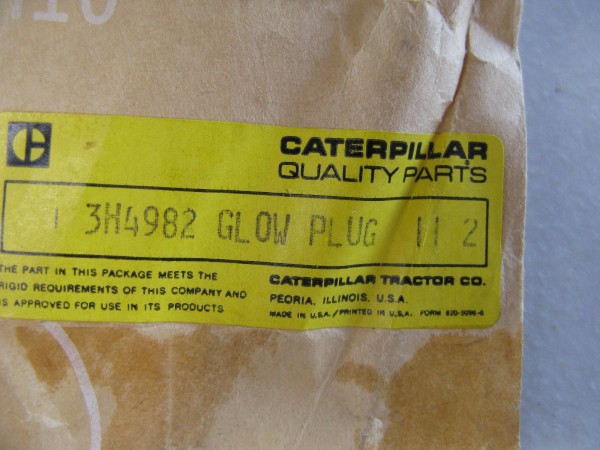 CATERPILLAR
QUALITY PARTS
1 3H4982 GLOW PLUG 2
THE PART IN THIS PACKAGE MEETS THE
RIGID REQUIREMENTS OF THIS COMPANY AND
IS APPROVED FOR USE IN ITS PRODUCTS
CATERPILLAR TRACTOR CO.
PEORIA, ILLINOIS, U.S.A.
MADE IN U.S.A./PRINTED IN U.S.A. FORM